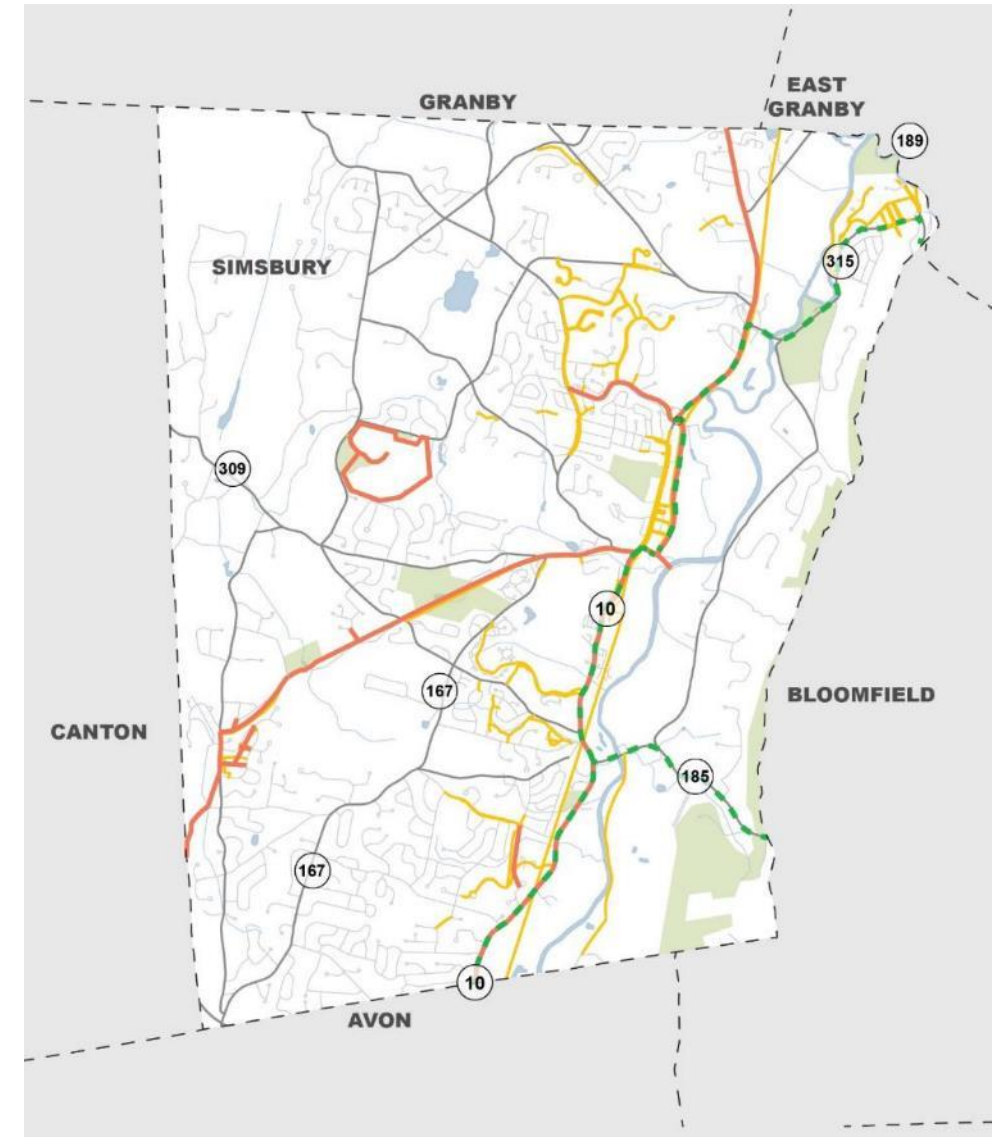 GRANBY
EAST
GRANBY
189
SIMSBURY
315
309
10
167
BLOOMFIELD
CANTON
185
167
10
AVON